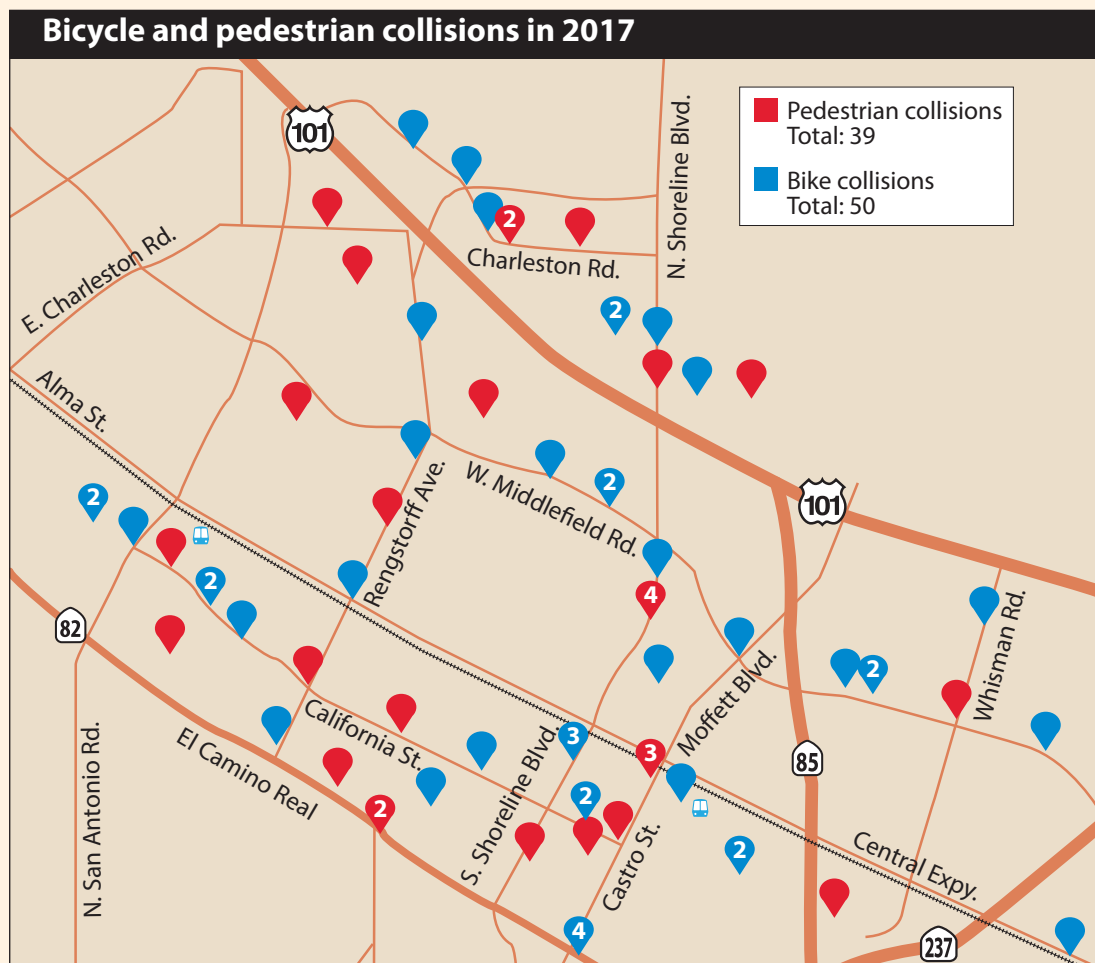 Bicycle and pedestrian collisions in 2017
Pedestrian collisions
Total: 39
Bike collisions
Total: 50
101
N. Shoreline Blvd.
2
Charleston Rd.
E. Charleston Rd.
2
Alma St.
W. Middlefield Rd.
2
2
101
Rengstorff Ave.
2
4
82
Whisman Rd.
2
Moffett Blvd.
California St.
3
3
85
El Camino Real
N. San Antonio Rd.
2
2
S. Shoreline Blvd.
Castro St.
2
Central Expy.
4
237